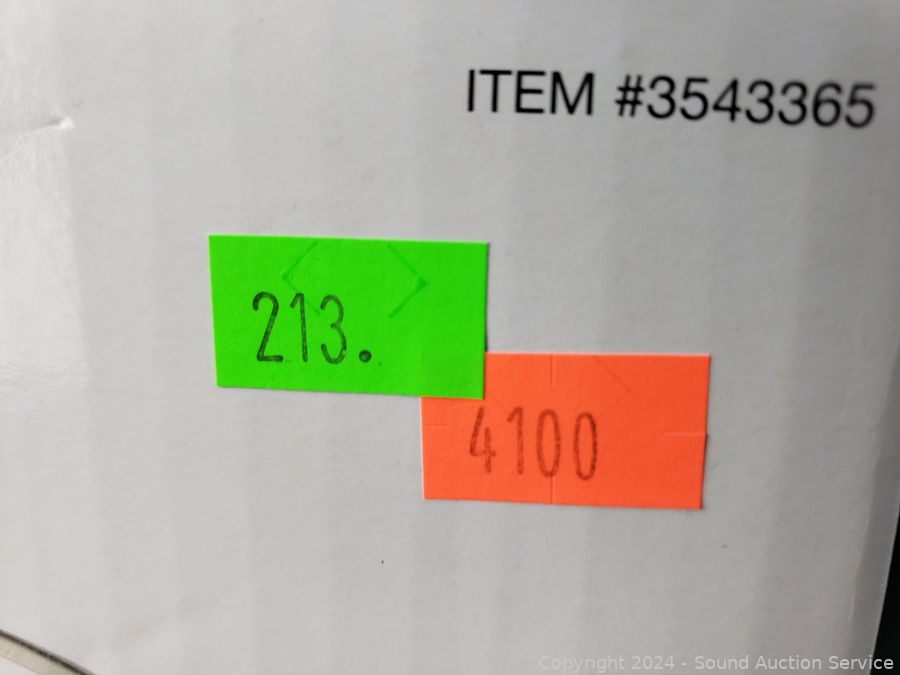 ITEM #3543365
213.
4100
Copyright 2024 - Sound Auction Service